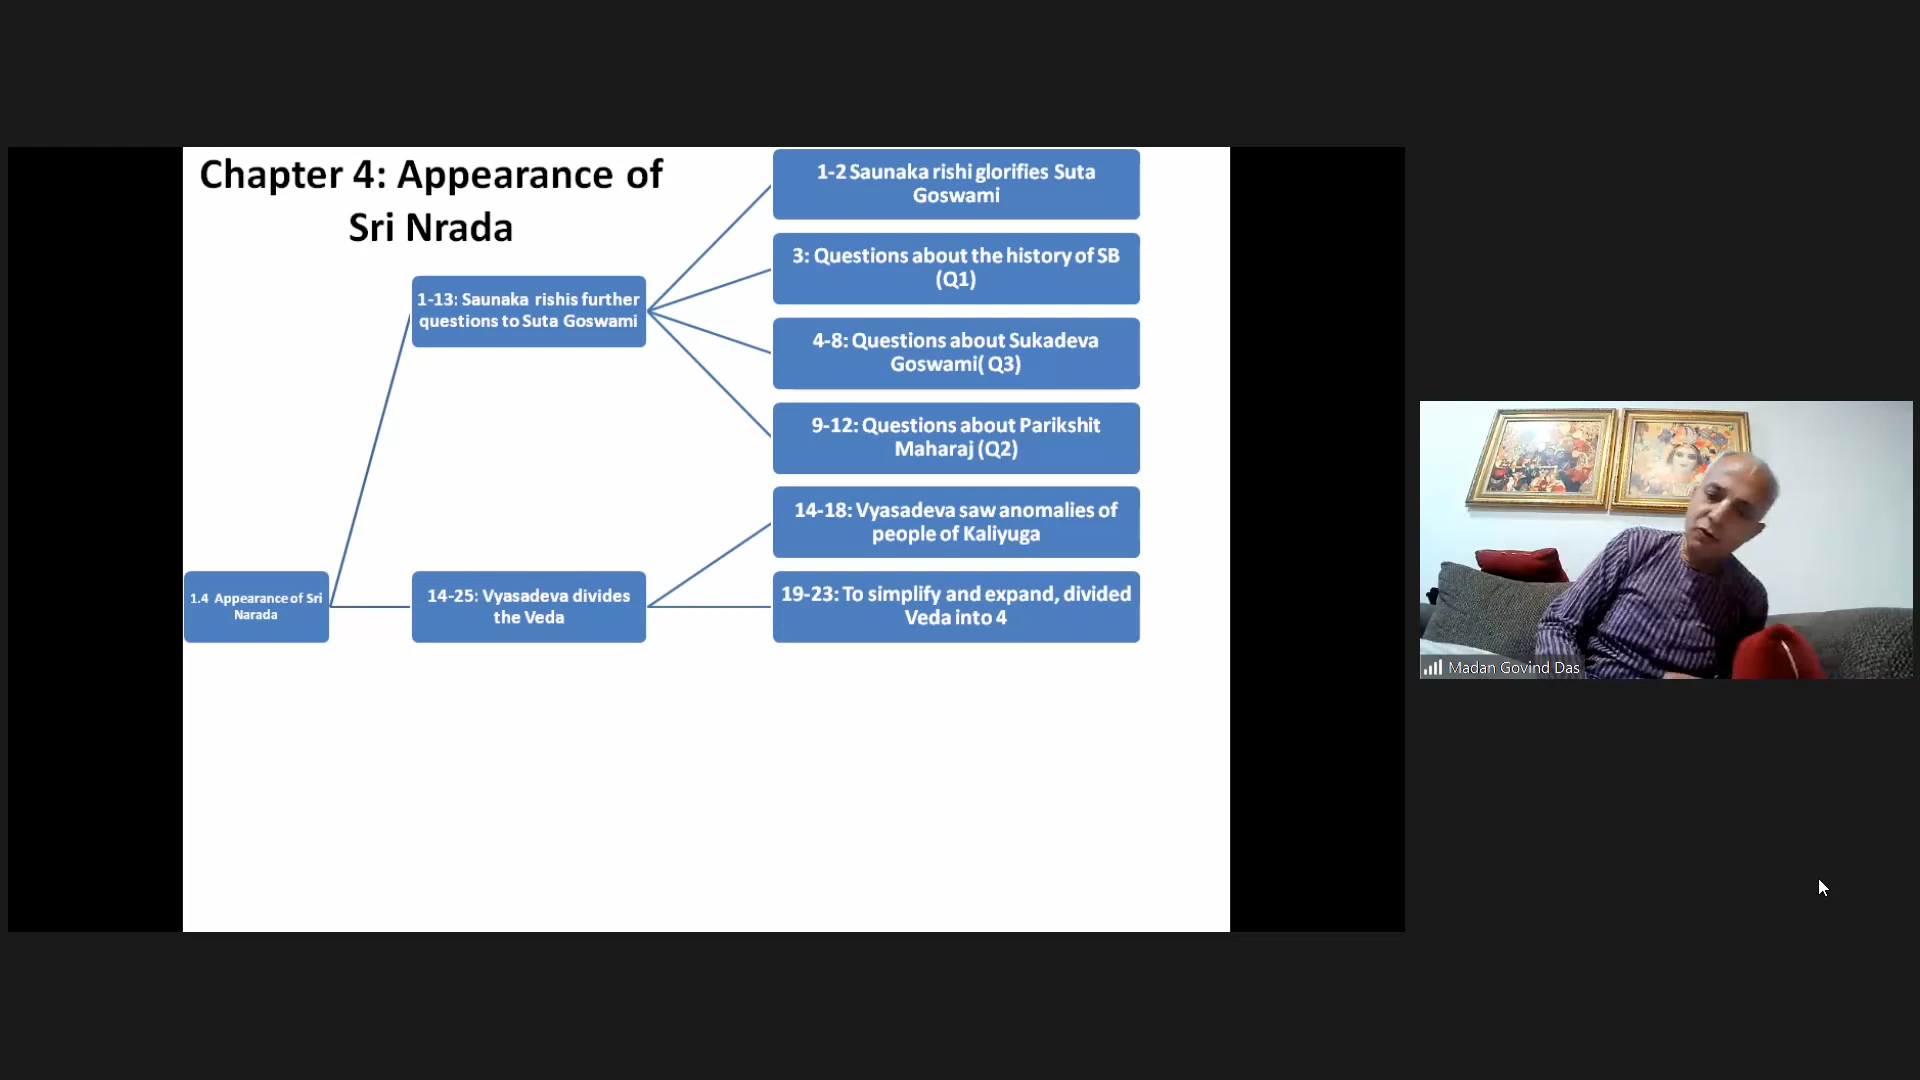 Chapter 4: Appearance of
Sri Nrada
1-13: Saunaka rishis further
questions to Suta Goswami
1-2 Saunaka rishi glorifies Suta
Goswami
3: Questions about the history of SB
(Q1)
4-8: Questions about Sukadeva
Goswami( Q3)
9-12: Questions about Parikshit
Maharaj (Q2)
14-18: Vyasadeva saw anomalies of
people of Kaliyuga
1.4 Appearance of Sri
Narada
14-25: Vyasadeva divides
the Veda
19-23: To simplify and expand, divided
Veda into 4
Madan Govind Das